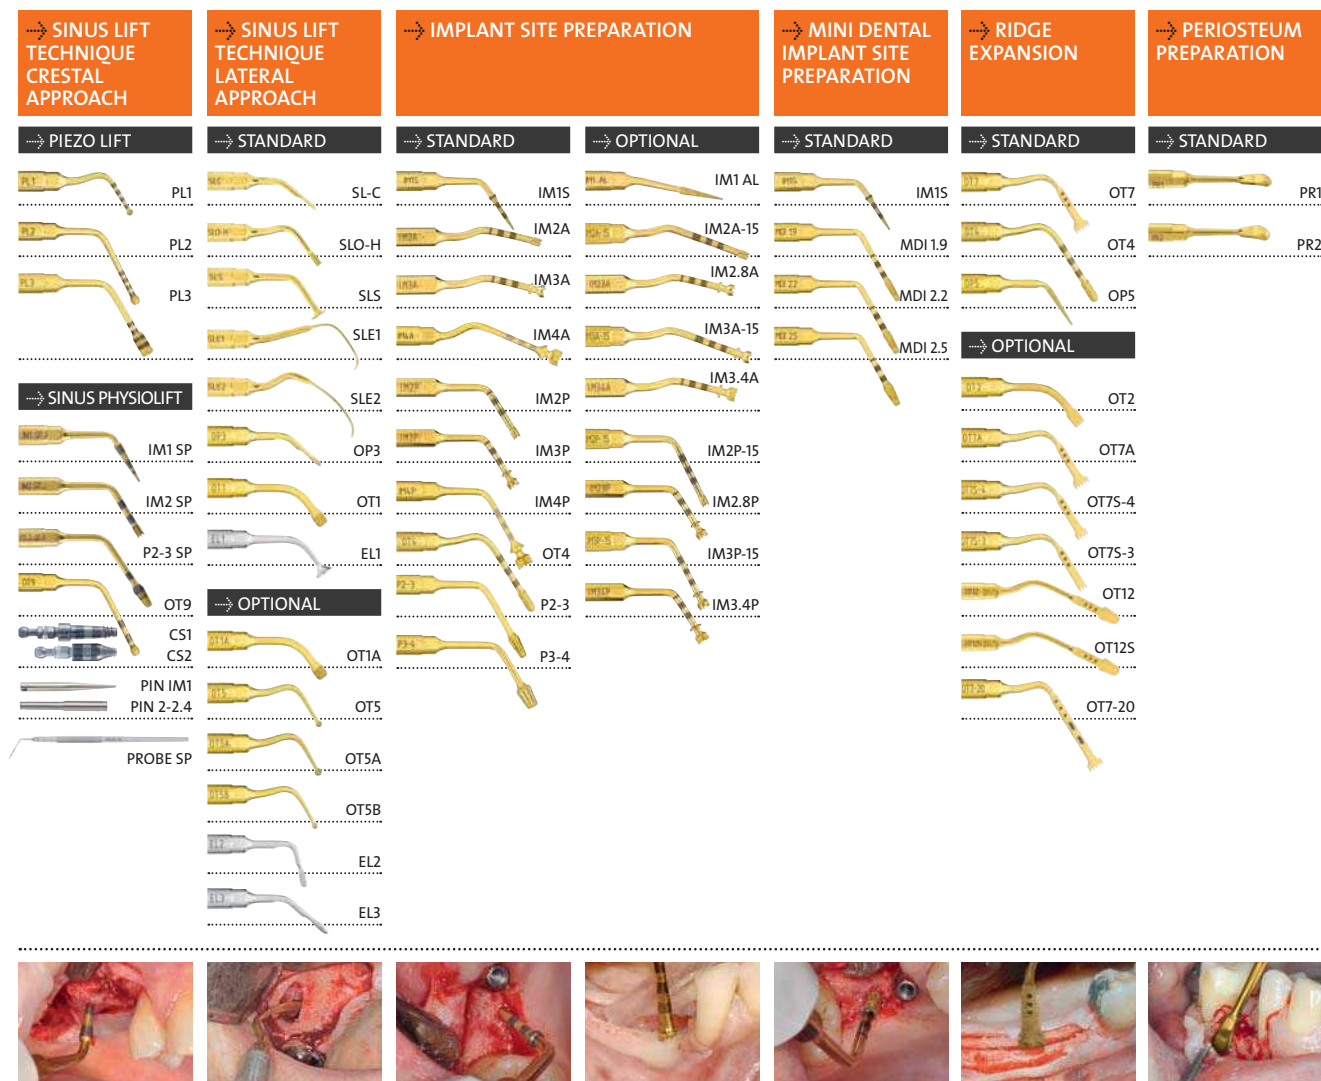 SINUS LIFT
TECHNIQUE
CRESTAL
APPROACH
PIEZO LIFT
PL1
PL2
PL3
SINUS PHYSIOLIFT
IM1 SP
IM2 SP
P2-3 SP
OT9
CS1
CS2
PIN IM1
PIN 2-2.4
PROBE SP
SINUS LIFT
TECHNIQUE
LATERAL
APPROACH
STANDARD
SL-C
SLO-H
SLS
SLE1
SLE2
OP3
OT1
EL1
OPTIONAL
OT1A
OT5
OT5A
OT5B
EL2
EL3
IMPLANT SITE PREPARATION
STANDARD
IM1S
IM2A
IM3A
IM4A
IM2P
IM3P
IM4P
OT4
P2-3
P3-4
OPTIONAL
IM1 AL
IM2A-15
IM2.8A
IM3A-15
IM3.4A
IM2P-15
IM2.8P
IM3P-15
IM3.4P
MINI DENTAL
IMPLANT SITE
PREPARATION
STANDARD
IM1S
MDI 1.9
MDI 2.2
MDI 2.5
RIDGE
EXPANSION
STANDARD
OT7
OT4
OP5
OPTIONAL
OT2
OT7A
OT7S-4
OT7S-3
OT12
OT12S
OT7-20
PERIOSTEUM
PREPARATION
STANDARD
PR1
PR2